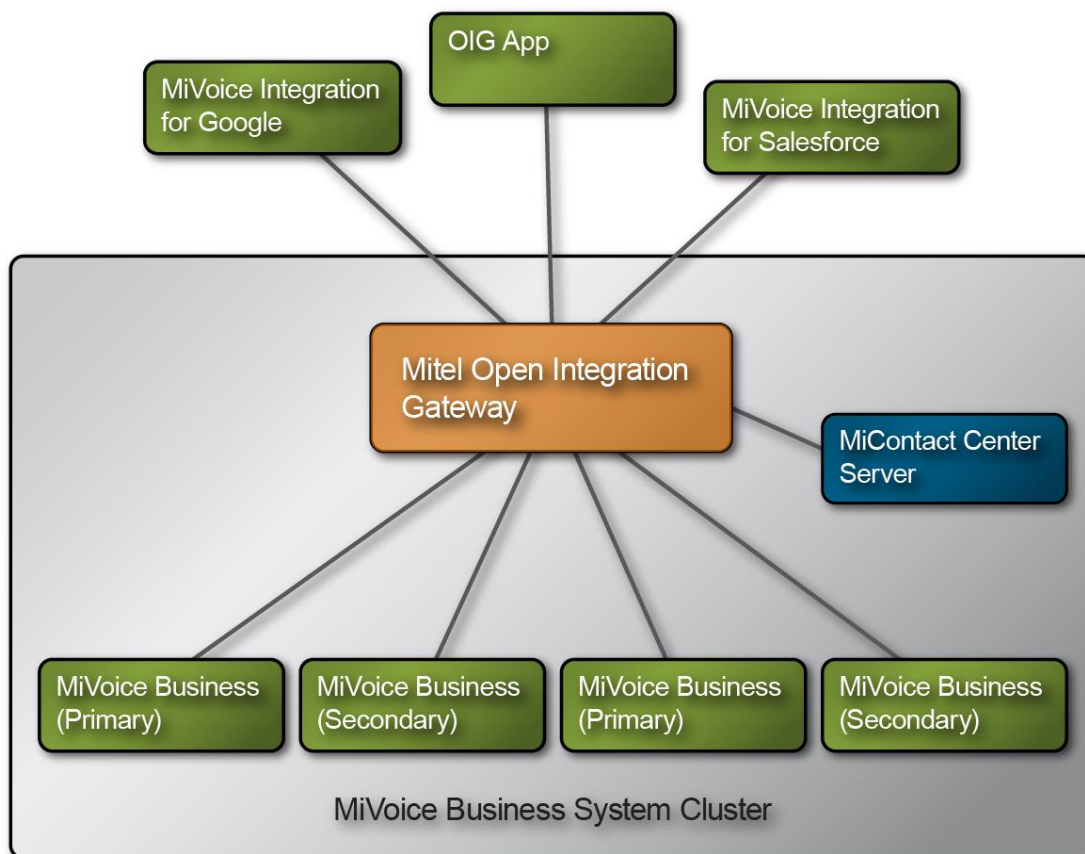 OIG App
MiVoice Integration
for Google
MiVoice Integration
for Salesforce
Mitel Open Integration
Gateway
MiContact Center
Server
MiVoice Business
(Primary)
MiVoice Business
(Secondary)
MiVoice Business
(Primary)
MiVoice Business
(Secondary)
MiVoice Business System Cluster